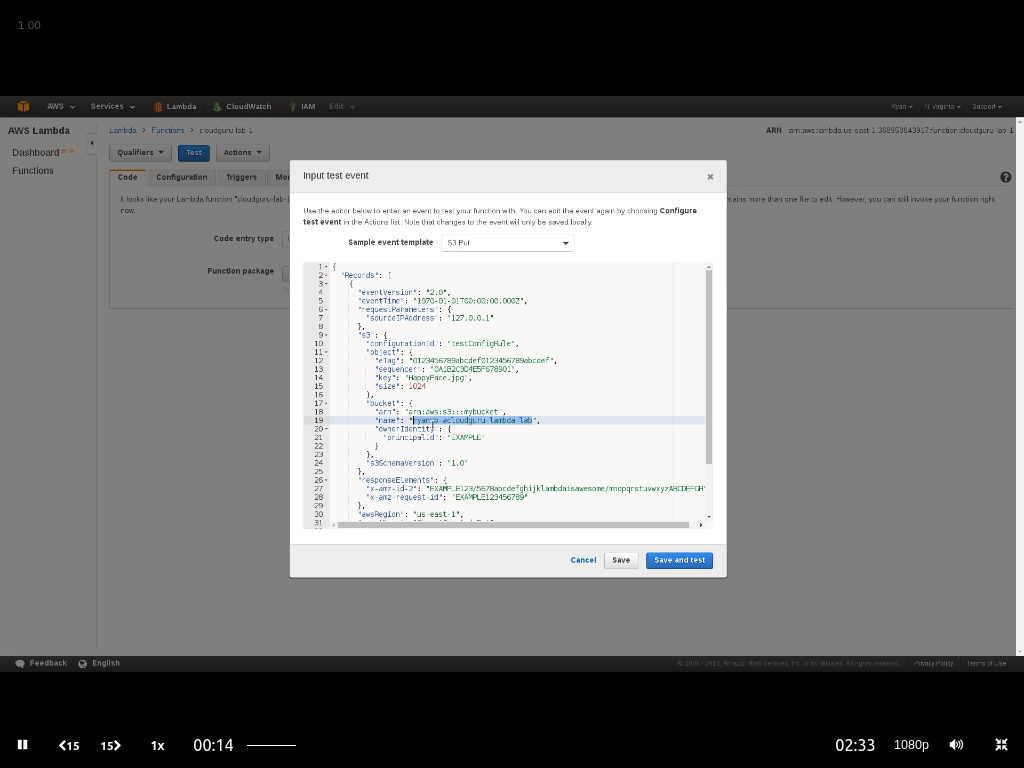 1.00
AWS Services Lambda CloudWatch IAM Edit Ryan N. Virginia Support
AWS Lambda
Dashboard
Functions
Lambda > Functions > cloudguru-lab-1
ARN - arn:aws:lambda:us-east-1:368950843917:function:cloudguru-lab-1
Qualifiers Test Actions
Code Configuration Triggers Mon
It looks like your Lambda function "cloudguru-lab-1
tains more than one file to edit. However, you can still invoke your function right
now.
Code entry type
Function package
Input test event
Use the editor below to enter an event to test your function with. You can edit the event again by choosing Configure
test event in the Actions list. Note that changes to the event will only be saved locally.
Sample event template S3 Put
1 {
2 "Records": [
3 {
4 "eventVersion": "2.0",
5 "eventTime": "1970-01-01T00:00:00.000Z",
6 "requestParameters": {
7 "sourceIPAddress": "127.0.0.1"
8 },
9 "s3": {
10 "configurationId": "testConfigRule",
11 "object": {
12 "eTag": "0123456789abcdef0123456789abcdef",
13 "sequencer": "0A1B2C3D4E5F678901",
14 "key": "HappyFace.jpg",
15 "size": 1024
16 },
17 "bucket": {
18 "arn": "arn:aws:s3:::mybucket",
19 "name": "ryanmb-acloudguru-lambda-lab",
20 "ownerIdentity": {
21 "principalId": "EXAMPLE"
22 }
23 },
24 "s3SchemaVersion": "1.0"
25 },
26 "responseElements": {
27 "x-amz-id-2": "EXAMPLE123/5678abcdefghijklambdaisawesome/mnopqrstuvwxyzABCDEFGH"
28 "x-amz-request-id": "EXAMPLE123456789"
29 },
30 "awsRegion": "us-east-1",
31
Cancel Save Save and test
Feedback English
© 2008 - 2016, Amazon Web Services, Inc. or its affiliates. All rights reserved. Privacy Policy Terms of Use
15 15 1x 00:14 02:33 1080p